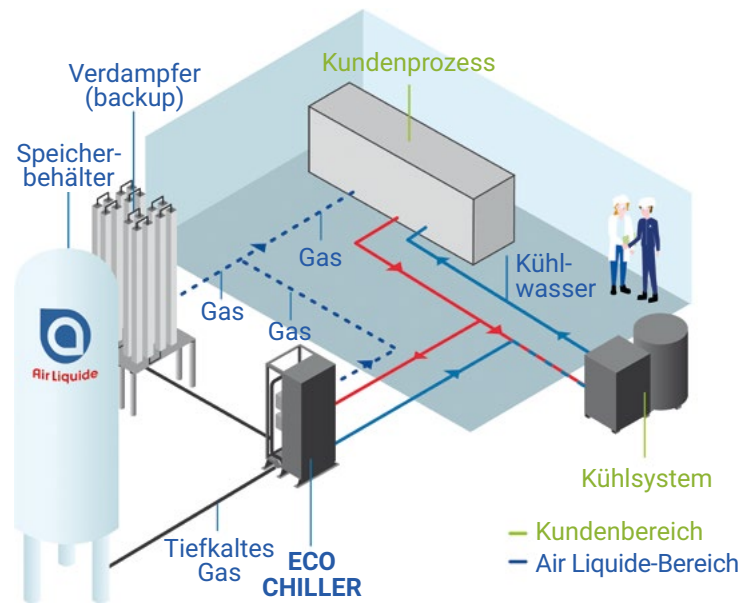 Verdampfer
(backup)
Kundenprozess
Speicher-
behälter
Gas
Kühl-
wasser
Gas
Gas
Air Liquide
Kühlsystem
Tiefkaltes
Gas
ECO
CHILLER
Kundenbereich
Air Liquide-Bereich